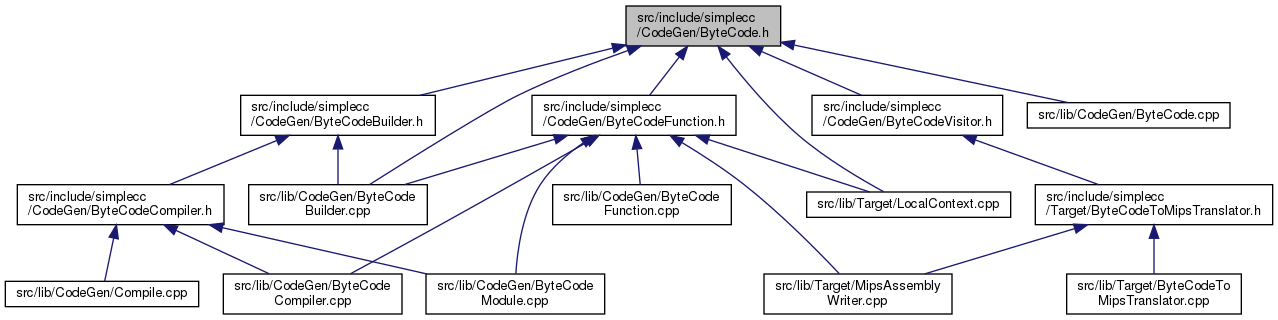 src/include/simplecc
/CodeGen/ByteCode.h
src/include/simplecc
/CodeGen/ByteCodeBuilder.h
src/include/simplecc
/CodeGen/ByteCodeFunction.h
src/include/simplecc
/CodeGen/ByteCodeVisitor.h
src/lib/CodeGen/ByteCode.cpp
src/include/simplecc
/CodeGen/ByteCodeCompiler.h
src/lib/CodeGen/ByteCode
Builder.cpp
src/lib/CodeGen/ByteCode
Function.cpp
src/lib/Target/LocalContext.cpp
src/include/simplecc
/Target/ByteCodeToMipsTranslator.h
src/lib/CodeGen/Compile.cpp
src/lib/CodeGen/ByteCode
Compiler.cpp
src/lib/CodeGen/ByteCode
Module.cpp
src/lib/Target/MipsAssembly
Writer.cpp
src/lib/Target/ByteCodeTo
MipsTranslator.cpp